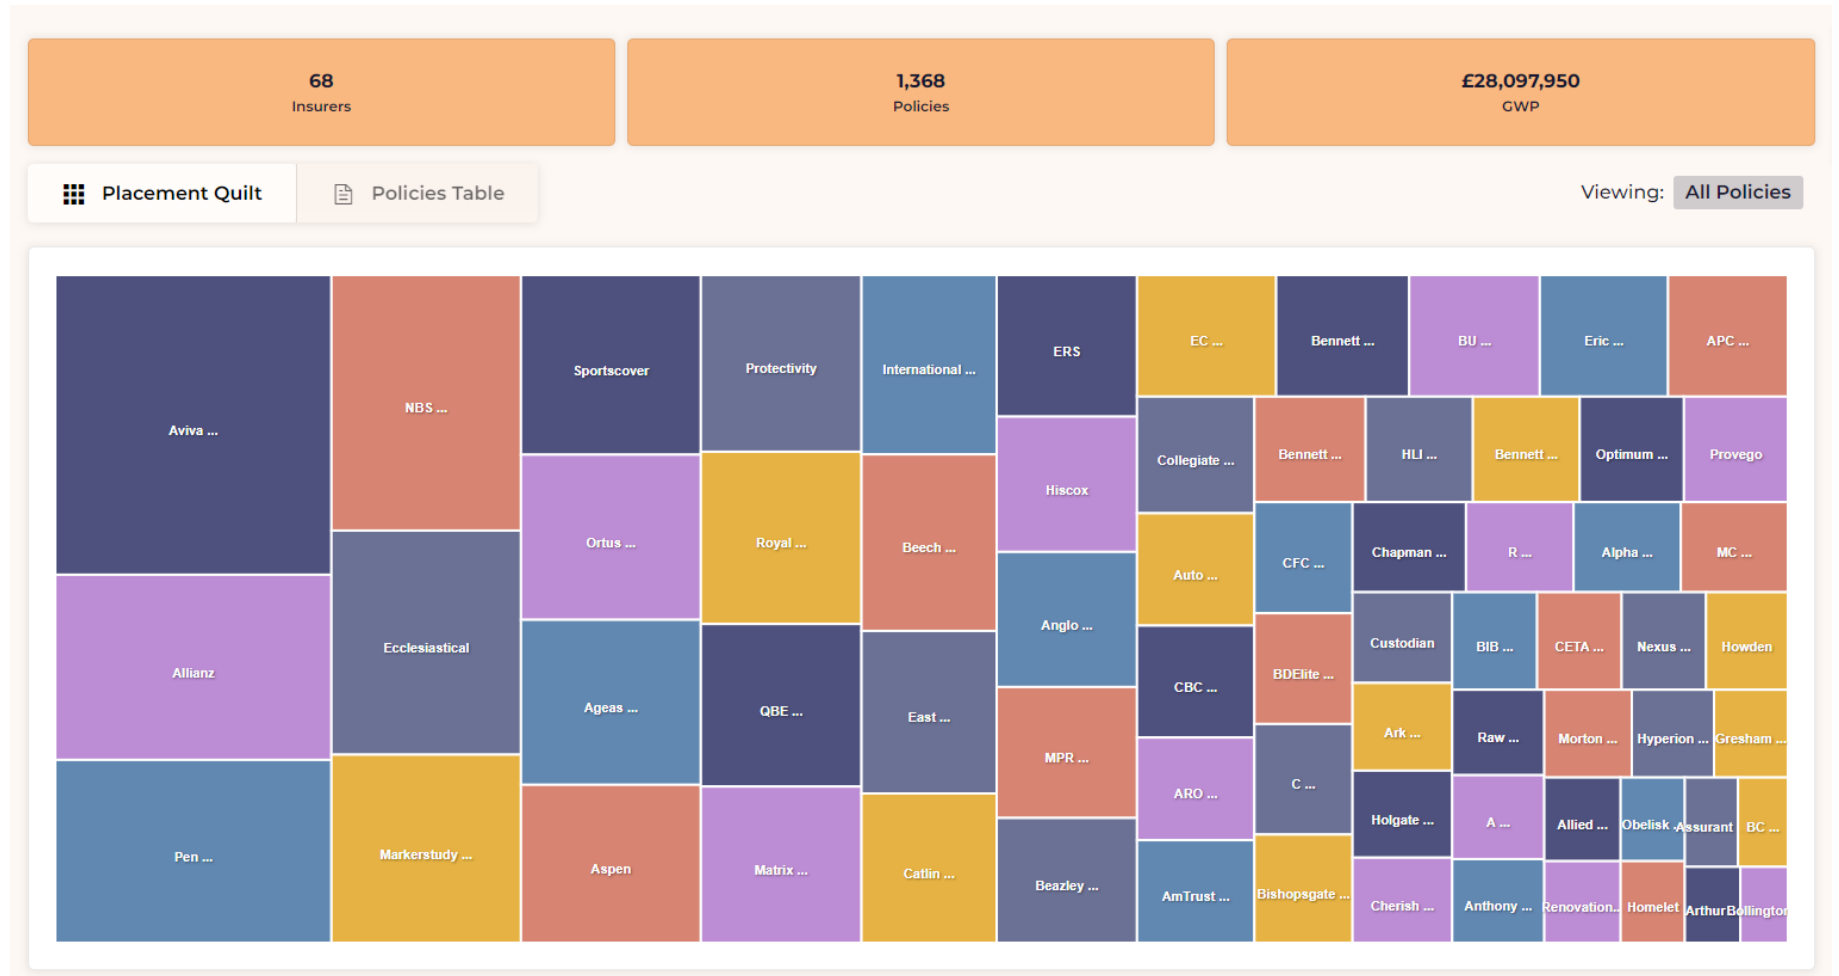 68
Insurers
1,368
Policies
£28,097,950
GWP
Placement Quilt
Policies Table
Viewing: All Policies
Aviva ...
Allianz
Pen ...
NBS ...
Ecclesiastical
Markerstudy ...
Sportscover
Ortus ...
Ageas ...
Aspen
Protectivity
Royal ...
QBE ...
Matrix ...
International ...
Beech ...
East ...
Catlin ...
ERS
Hiscox
Anglo ...
MPR ...
Beazley ...
EC ...
Bennett ...
BU ...
Eric ...
APC ...
Collegiate ...
Auto ...
CBC ...
ARO ...
AmTrust ...
Bennett ...
HLI ...
Bennett ...
Optimum ...
Provego
CFC ...
BDElite ...
C ...
Bishopsgate ...
Chapman ...
R ...
Alpha ...
MC ...
Custodian
Ark ...
Holgate ...
Cherish ...
BIB ...
CETA ...
Nexus ...
Howden
Raw ...
A ...
Anthony ...
Morton ...
Hyperion ...
Gresham ...
Allied ...
Obelisk ...
Assurant
BC ...
Renovation...
Homelet
Arthur
Bollington